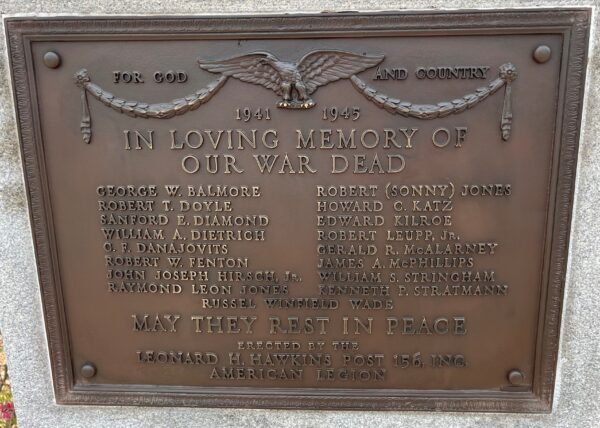 FOR GOD AND COUNTRY
1941 1945
IN LOVING MEMORY OF
OUR WAR DEAD
GEORGE W. BALMORE
ROBERT T. DOYLE
SANFORD E. DIAMOND
WILLIAM A. DIETRICH
C. F. DANAJOVITS
ROBERT W. FENTON
JOHN JOSEPH HIRSCH, JR.
RAYMOND LEON JONES
ROBERT (SONNY) JONES
HOWARD C. KATZ
EDWARD KILROE
ROBERT LEUPP, JR.
GERALD R. MCALARNEY
JAMES A. MCPHILLIPS
WILLIAM S. STRINGHAM
KENNETH P. STRATMANN
RUSSEL WINFIELD WADE
MAY THEY REST IN PEACE
ERECTED BY THE
LEONARD H. HAWKINS POST 156, INC.
AMERICAN LEGION